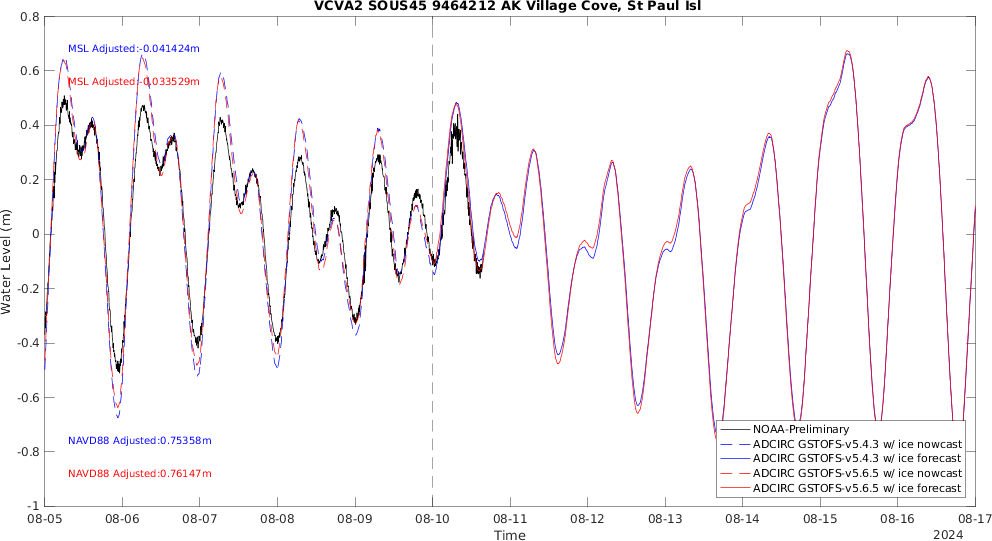 VCVA2 SOUS45 9464212 AK Village Cove, St Paul Isl
0.8
0.6
0.4
0.2
0
-0.2
-0.4
-0.6
-0.8
-1
Water Level (m)
MSL Adjusted:-0.041424m
MSL Adjusted:-0.033529m
NAVD88 Adjusted:0.75358m
NAVD88 Adjusted:0.76147m
NOAA-Preliminary
ADCIRC GSTOFS-v5.4.3 w/ ice nowcast
ADCIRC GSTOFS-v5.4.3 w/ ice forecast
ADCIRC GSTOFS-v5.6.5 w/ ice nowcast
ADCIRC GSTOFS-v5.6.5 w/ ice forecast
08-05 08-06 08-07 08-08 08-09 08-10 08-11 08-12 08-13 08-14 08-15 08-16 08-17
Time
2024